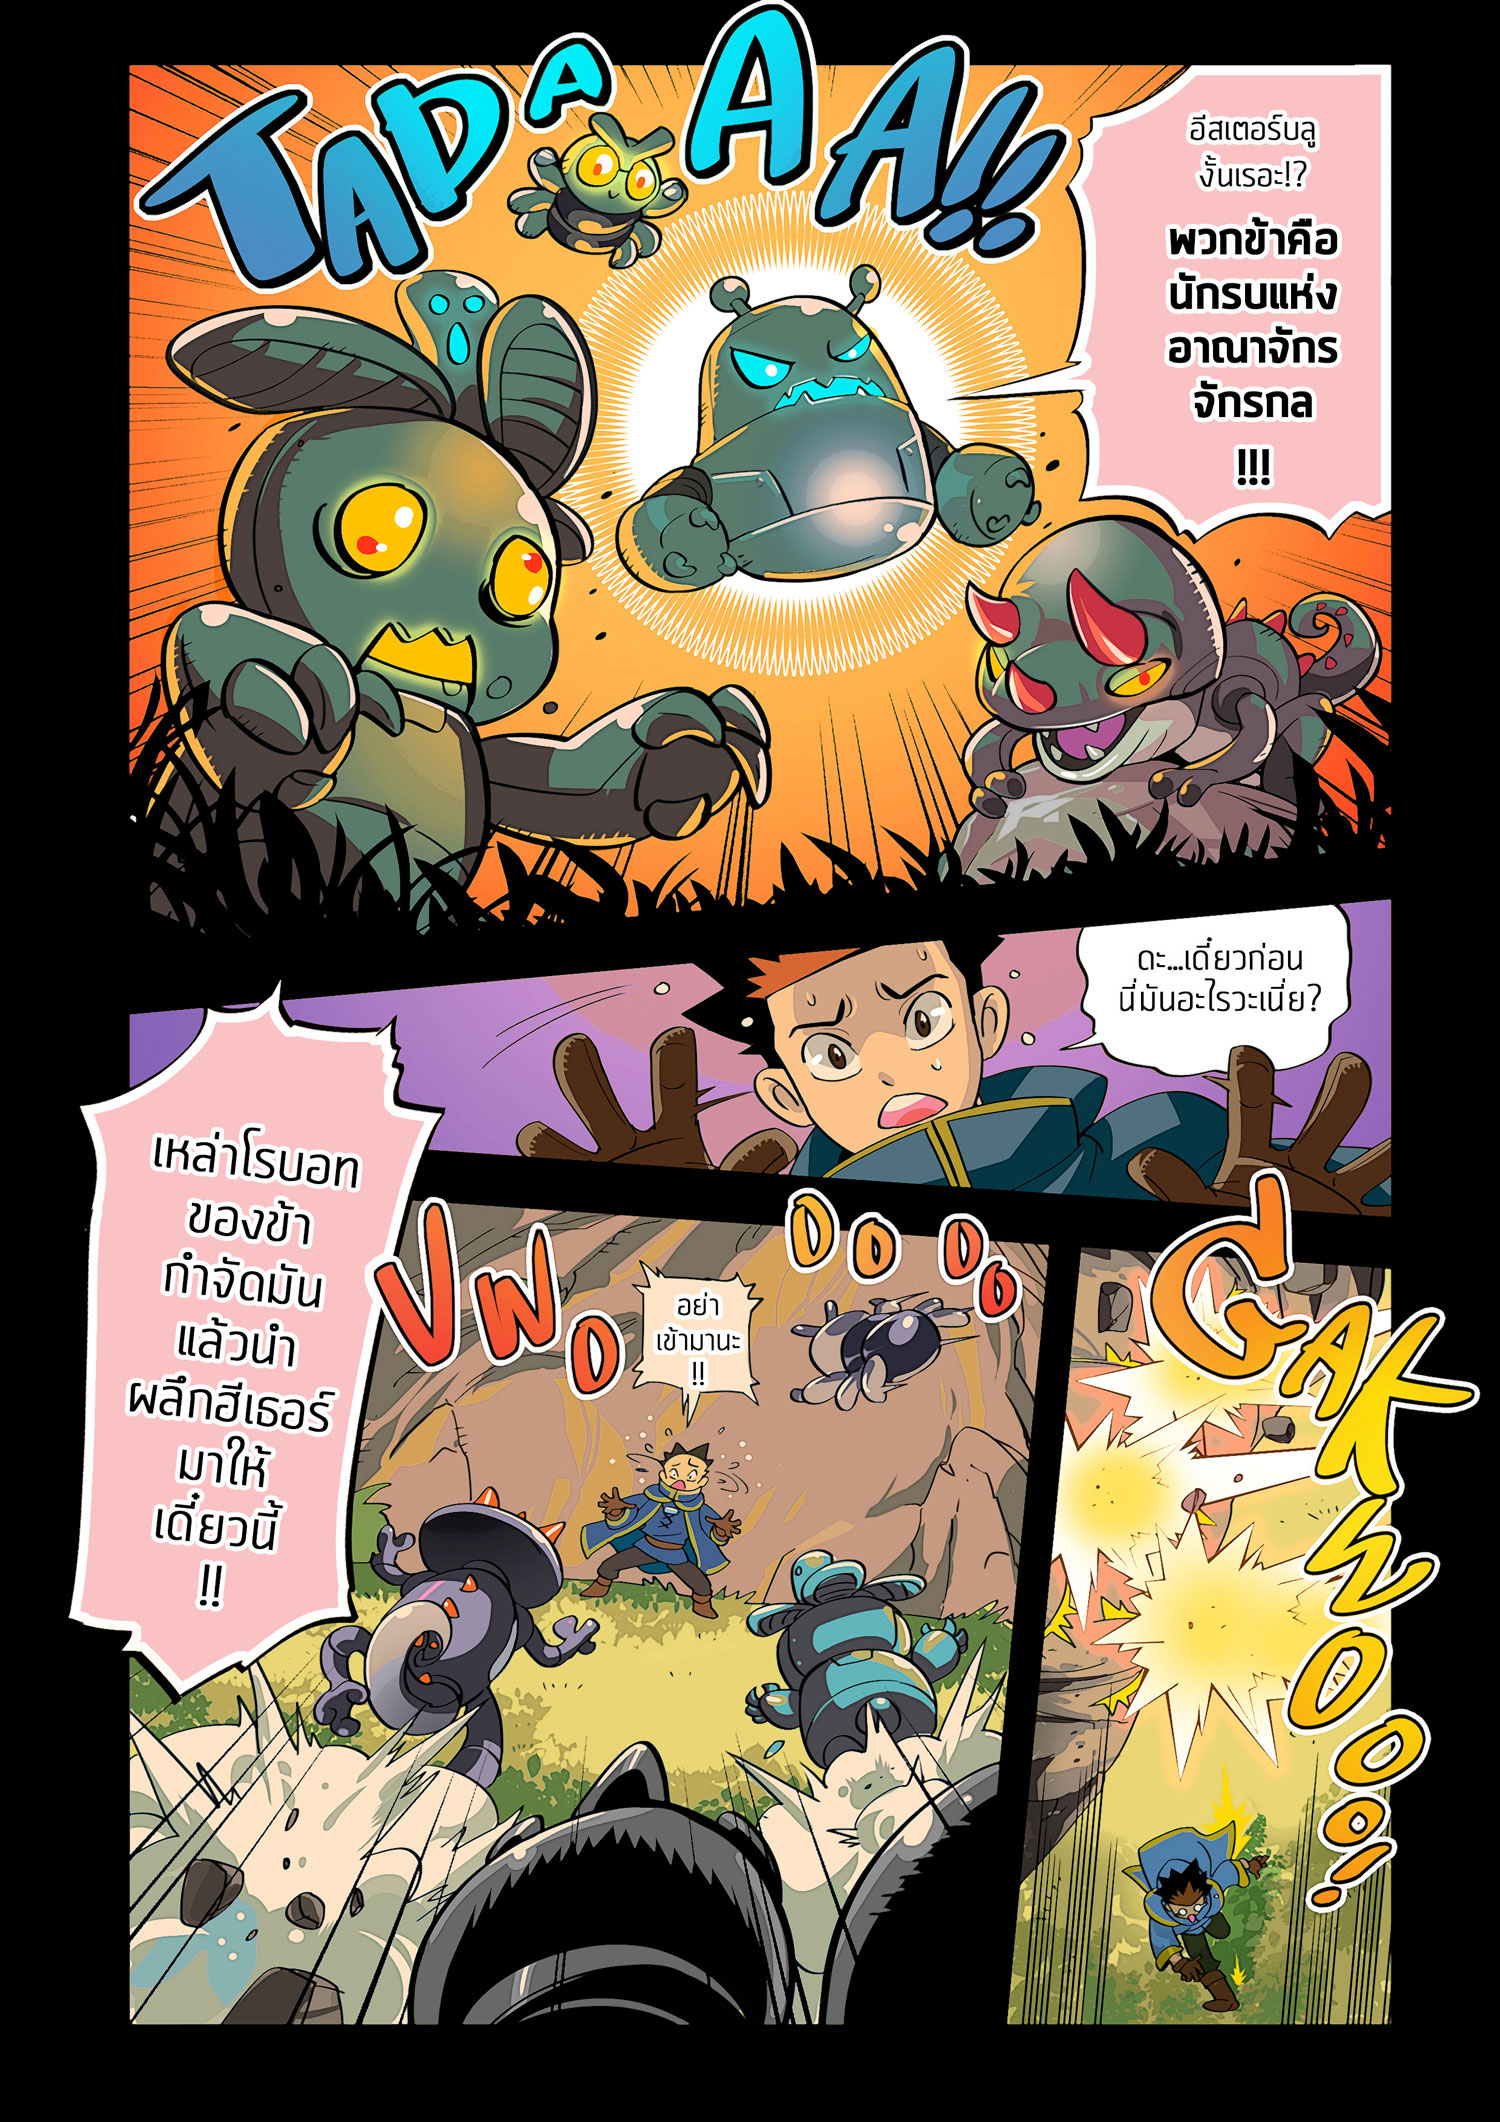 TADA AAA!!
อีสเตอร์บลู
งั้นเรอะ!?
พวกข้าคือ
นักรบแห่ง
อาณาจักร
จักรกล
!!!
ดะ...เดี๋ยวก่อน
นี่มันอะไรวะเนี่ย?
เหล่าโรบอท
ของข้า
กำจัดมัน
แล้วนำ
ผลึกฮีเธอร์
มาให้
เดี๋ยวนี้
!!
VWOOOOO
อย่า
เข้ามานะ
!!
GAKWOOOO!